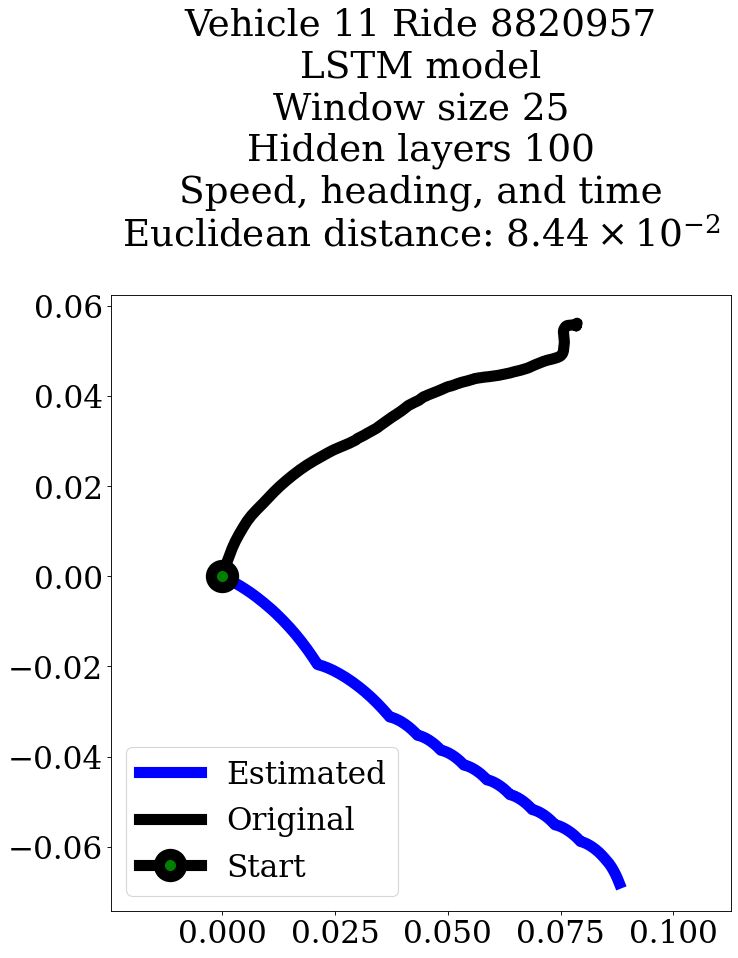 Vehicle 11 Ride 8820957
LSTM model
Window size 25
Hidden layers 100
Speed, heading, and time
Euclidean distance: 8.44 × 10⁻²
0.06
0.04
0.02
0.00
−0.02
−0.04
−0.06
Estimated
Original
Start
0.000 0.025 0.050 0.075 0.100